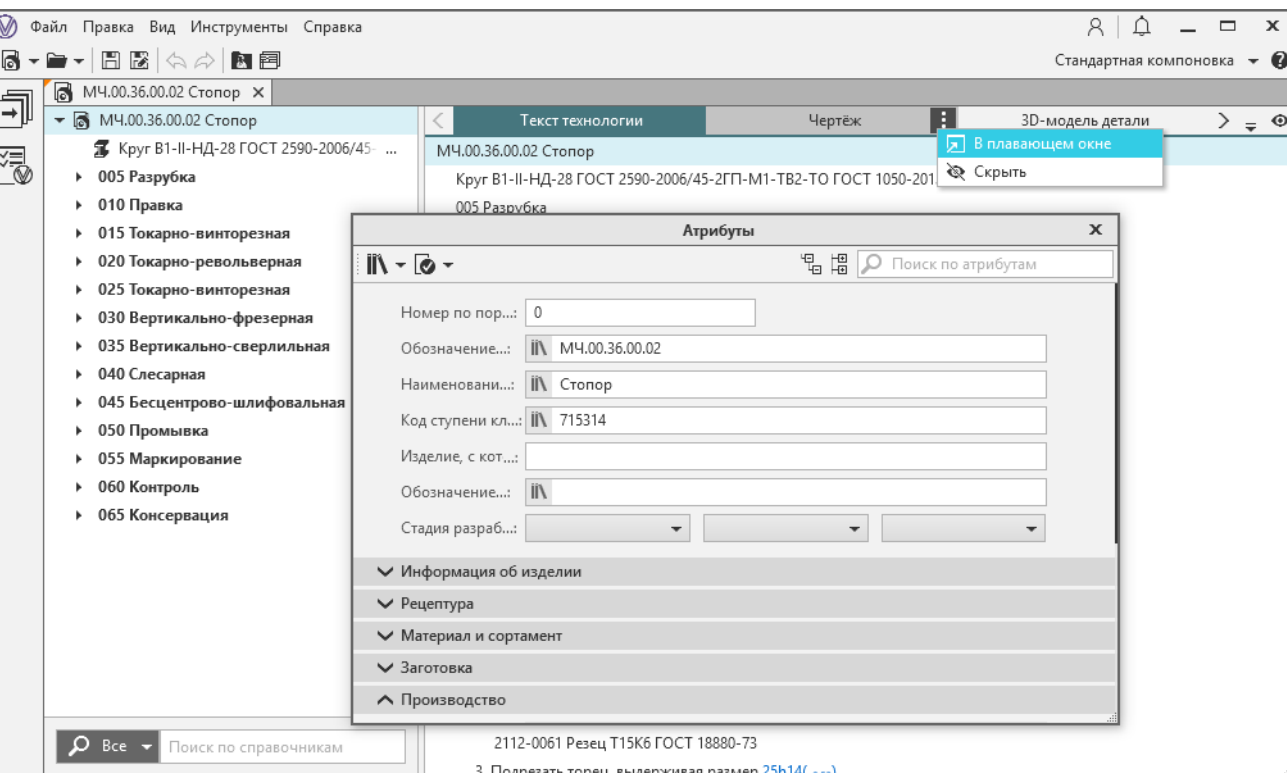 Файл Правка Вид Инструменты Справка
Стандартная компоновка
МЧ.00.36.00.02 Стопор
МЧ.00.36.00.02 Стопор
Круг В1-II-НД-28 ГОСТ 2590-2006/45- ...
005 Разрубка
010 Правка
015 Токарно-винторезная
020 Токарно-револьверная
025 Токарно-винторезная
030 Вертикально-фрезерная
035 Вертикально-сверлильная
040 Слесарная
045 Бесцентрово-шлифовальная
050 Промывка
055 Маркирование
060 Контроль
065 Консервация
Все Поиск по справочникам
Текст технологии Чертёж 3D-модель детали
В плавающем окне
Скрыть
МЧ.00.36.00.02 Стопор
Круг В1-II-НД-28 ГОСТ 2590-2006/45-2ГП-М1-ТВ2-ТО ГОСТ 1050-201
005 Разрубка
Атрибуты
Поиск по атрибутам
Номер по пор...: 0
Обозначение...: МЧ.00.36.00.02
Наименовани...: Стопор
Код ступени кл...: 715314
Изделие, с кот...:
Обозначение...:
Стадия разраб...:
Информация об изделии
Рецептура
Материал и сортамент
Заготовка
Производство
2112-0061 Резец Т15К6 ГОСТ 18880-73
3. Подрезать торец, выдерживая размер 25h14(